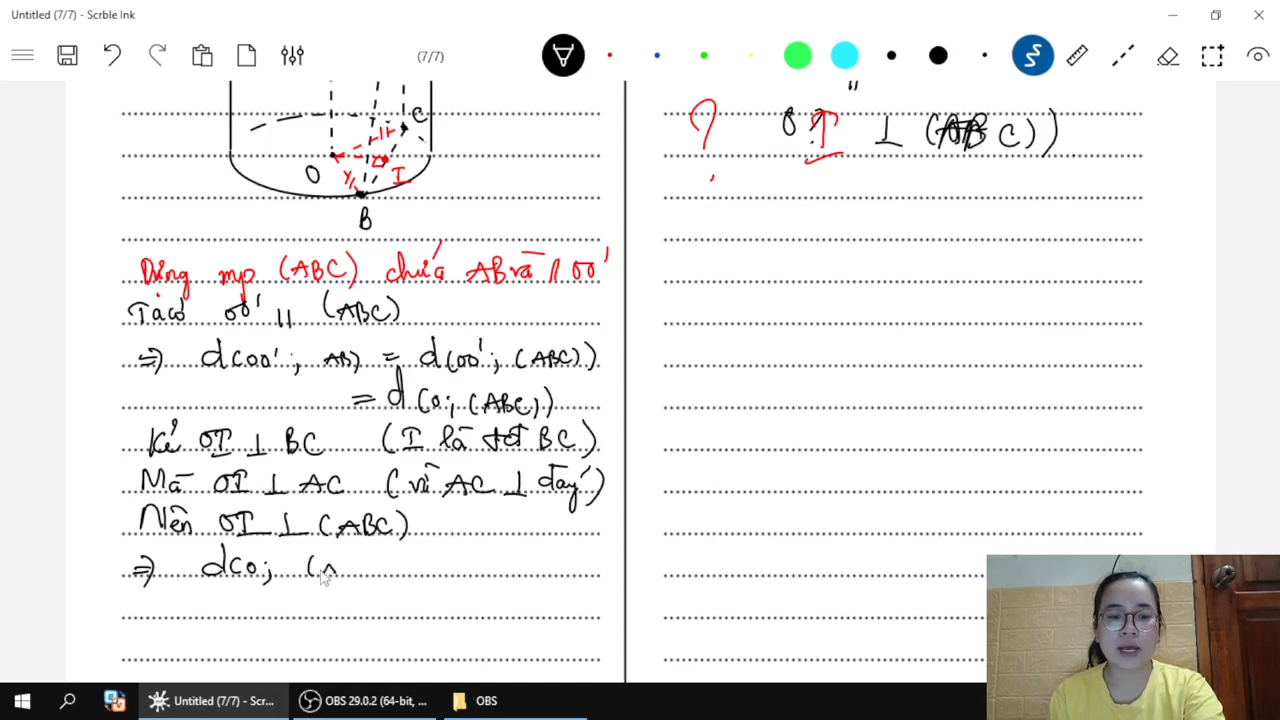 Untitled (7/7) - Scrble Ink
(7/7)
C
O
I
B
Dựng mp (ABC) chứa AB và // OO'
Ta có OO' // (ABC)
=> d(OO'; AB) = d(OO'; (ABC))
= d(O; (ABC))
Kẻ OI ⊥ BC (I là tđ BC)
Mà OI ⊥ AC (vì AC ⊥ đáy)
Nên OI ⊥ (ABC)
=> d(O; (A
? O ? I ⊥ (ABC))
Untitled (7/7) - Scr...
OBS 29.0.2 (64-bit, ...
OBS